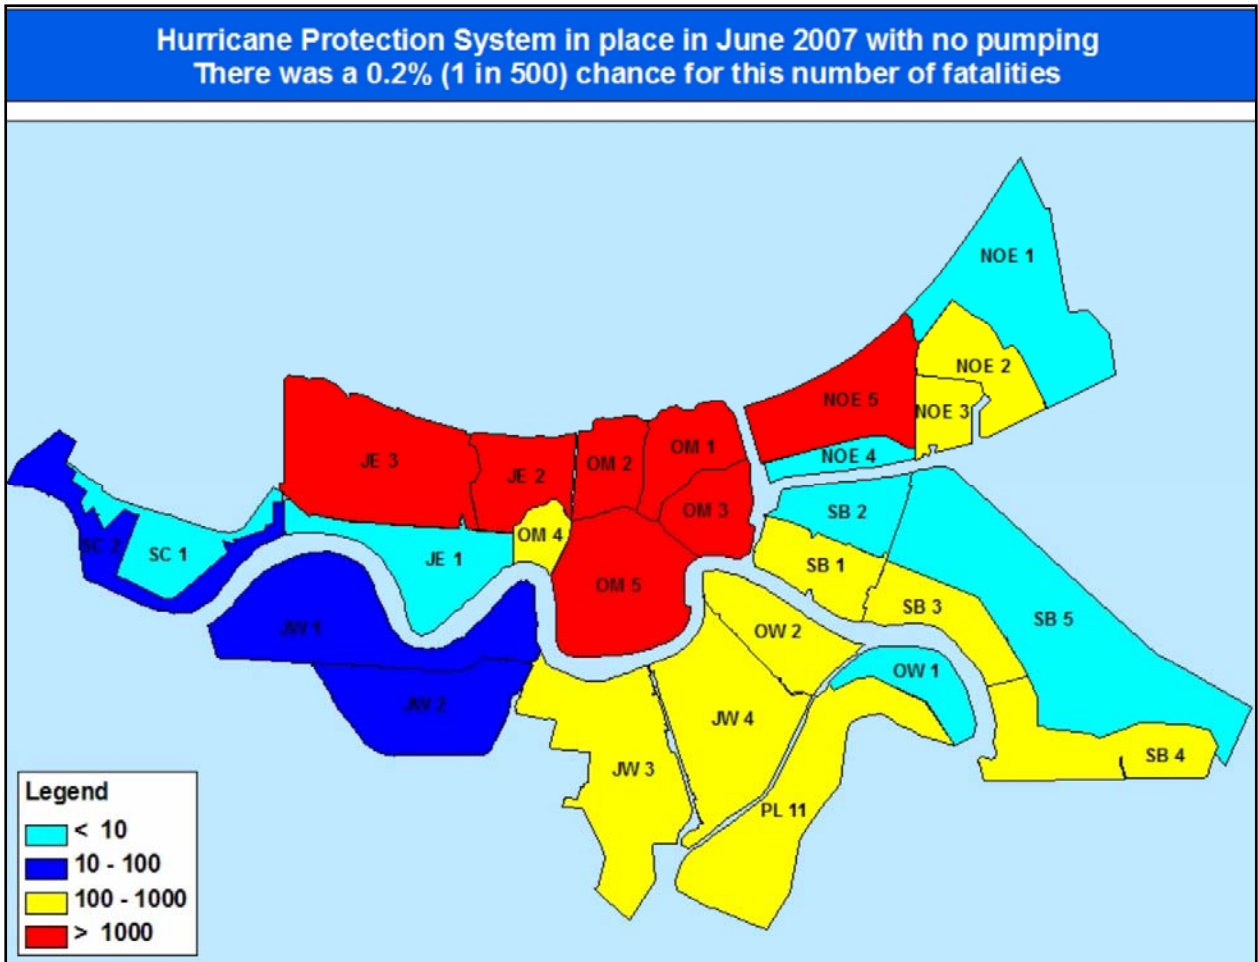 Hurricane Protection System in place in June 2007 with no pumping
There was a 0.2% (1 in 500) chance for this number of fatalities
NOE 1
NOE 2
NOE 5
NOE 3
OM 1
NOE 4
JE 3
OM 2
JE 2
OM 3
SB 2
OM 4
SC 2
SC 1
JE 1
SB 1
OM 5
SB 3
SB 5
JW 1
OW 2
OW 1
JW 2
JW 4
SB 4
JW 3
PL 11
Legend
< 10
10 - 100
100 - 1000
> 1000